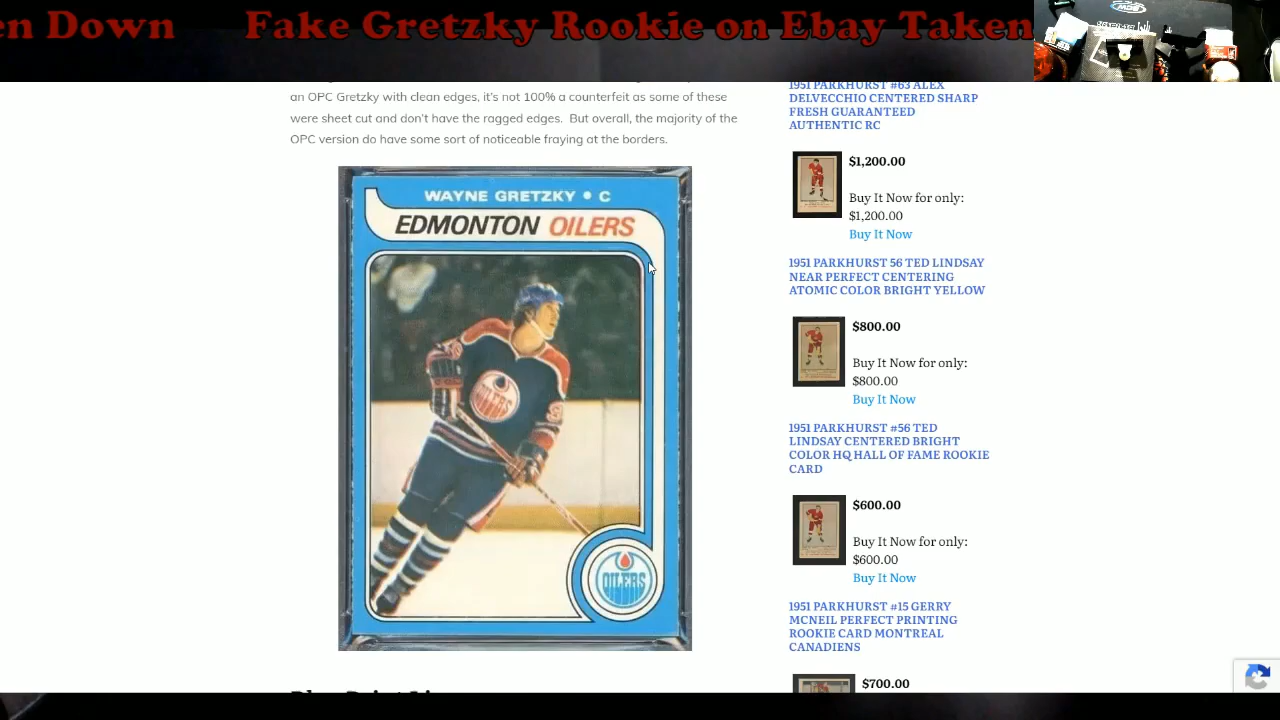 en Down Fake Gretzky Rookie on Ebay Taken
an OPC Gretzky with clean edges, it's not 100% a counterfeit as some of these
were sheet cut and don't have the ragged edges. But overall, the majority of the
OPC version do have some sort of noticeable fraying at the borders.
WAYNE GRETZKY • C
EDMONTON OILERS
OILERS
OILERS
1951 PARKHURST #63 ALEX
DELVECCHIO CENTERED SHARP
FRESH GUARANTEED
AUTHENTIC RC
$1,200.00
Buy It Now for only:
$1,200.00
Buy It Now
1951 PARKHURST 56 TED LINDSAY
NEAR PERFECT CENTERING
ATOMIC COLOR BRIGHT YELLOW
$800.00
Buy It Now for only:
$800.00
Buy It Now
1951 PARKHURST #56 TED
LINDSAY CENTERED BRIGHT
COLOR HQ HALL OF FAME ROOKIE
CARD
$600.00
Buy It Now for only:
$600.00
Buy It Now
1951 PARKHURST #15 GERRY
MCNEIL PERFECT PRINTING
ROOKIE CARD MONTREAL
CANADIENS
$700.00